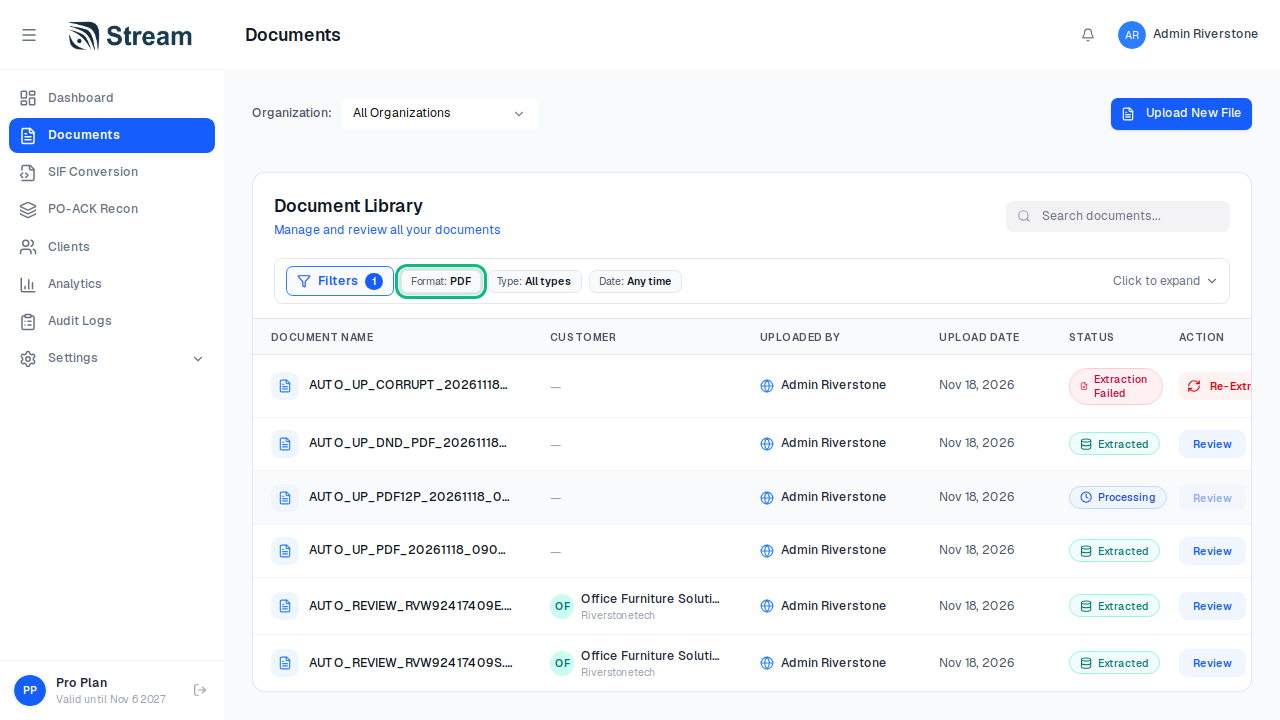 Stream
Documents
AR
Admin Riverstone
Dashboard
Documents
SIF Conversion
PO-ACK Recon
Clients
Analytics
Audit Logs
Settings
Organization:
All Organizations
Upload New File
Document Library
Manage and review all your documents
Search documents...
Filters 1
Format: PDF
Type: All types
Date: Any time
Click to expand
DOCUMENT NAME CUSTOMER UPLOADED BY UPLOAD DATE STATUS ACTION
AUTO_UP_CORRUPT_20261118... — Admin Riverstone Nov 18, 2026 Extraction Failed Re-Extr
AUTO_UP_DND_PDF_20261118... — Admin Riverstone Nov 18, 2026 Extracted Review
AUTO_UP_PDF12P_20261118_0... — Admin Riverstone Nov 18, 2026 Processing Review
AUTO_UP_PDF_20261118_090... — Admin Riverstone Nov 18, 2026 Extracted Review
AUTO_REVIEW_RVW92417409E.... OF Office Furniture Soluti... Riverstonetech Admin Riverstone Nov 18, 2026 Extracted Review
AUTO_REVIEW_RVW92417409S.... OF Office Furniture Soluti... Riverstonetech Admin Riverstone Nov 18, 2026 Extracted Review
PP
Pro Plan
Valid until Nov 6 2027